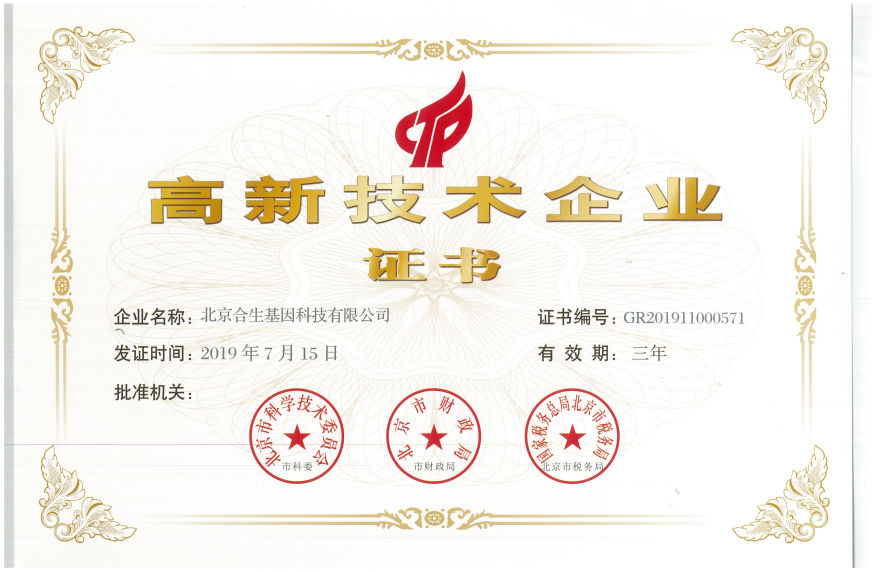 高新技术企业
证书
企业名称：北京合生基因科技有限公司
证书编号：GR201911000571
发证时间：2019 年 7 月 15 日
有 效 期：三年
批准机关：
北京市科学技术委员会
市科委
北京市财政局
市财政局
国家税务总局北京市税务局
北京市税务局